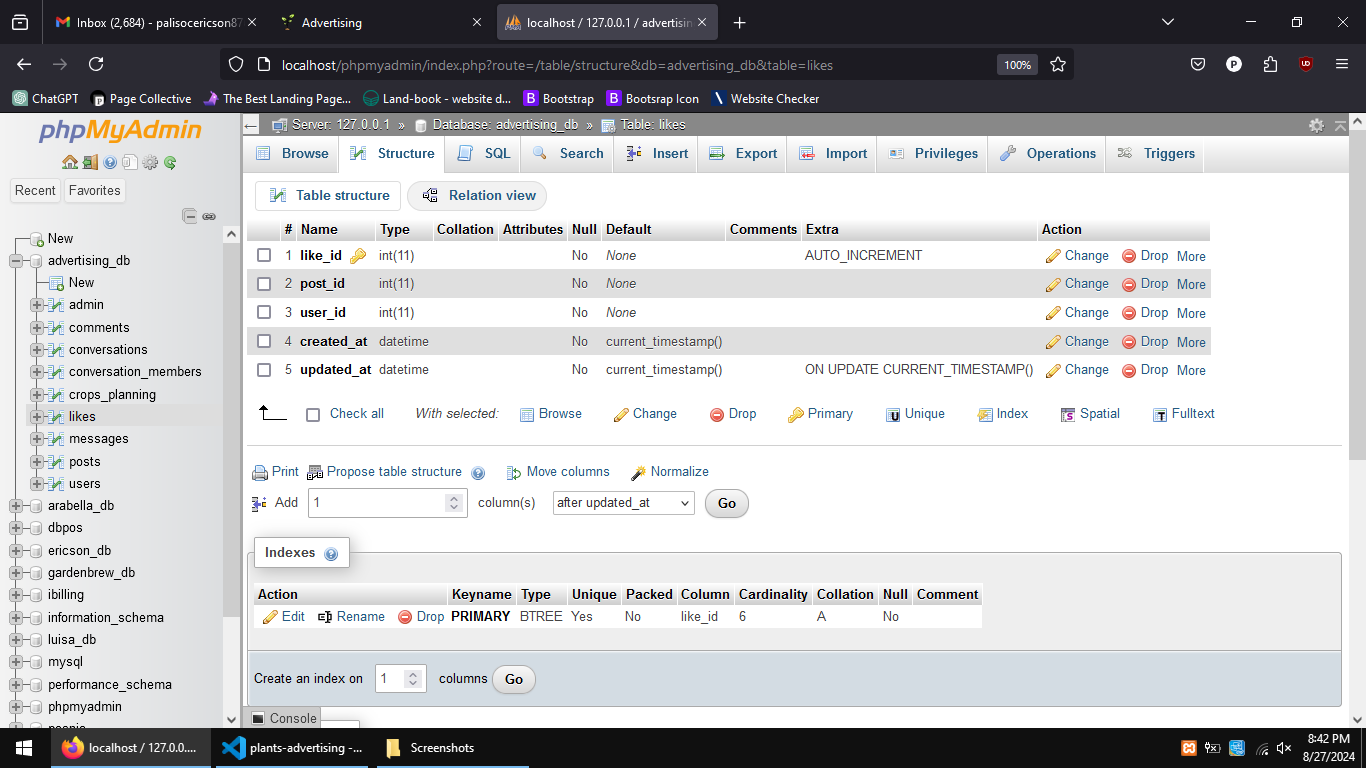 Inbox (2,684) - palisocericson87
Advertising
localhost / 127.0.0.1 / advertisin
localhost/phpmyadmin/index.php?route=/table/structure&db=advertising_db&table=likes
100%
ChatGPT
Page Collective
The Best Landing Page...
Land-book - website d...
Bootstrap
Bootsrap Icon
Website Checker
phpMyAdmin
Recent
Favorites
New
advertising_db
New
admin
comments
conversations
conversation_members
crops_planning
likes
messages
posts
users
arabella_db
dbpos
ericson_db
gardenbrew_db
ibilling
information_schema
luisa_db
mysql
performance_schema
phpmyadmin
Server: 127.0.0.1 » Database: advertising_db » Table: likes
Browse Structure SQL Search Insert Export Import Privileges Operations Triggers
Table structure Relation view
# Name Type Collation Attributes Null Default Comments Extra Action
1 like_id int(11) No None AUTO_INCREMENT Change Drop More
2 post_id int(11) No None Change Drop More
3 user_id int(11) No None Change Drop More
4 created_at datetime No current_timestamp() Change Drop More
5 updated_at datetime No current_timestamp() ON UPDATE CURRENT_TIMESTAMP() Change Drop More
Check all With selected: Browse Change Drop Primary Unique Index Spatial Fulltext
Print Propose table structure Move columns Normalize
Add 1 column(s) after updated_at Go
Indexes
Action Keyname Type Unique Packed Column Cardinality Collation Null Comment
Edit Rename Drop PRIMARY BTREE Yes No like_id 6 A No
Create an index on 1 columns Go
Console
localhost / 127.0.0....
plants-advertising -...
Screenshots
8:42 PM
8/27/2024